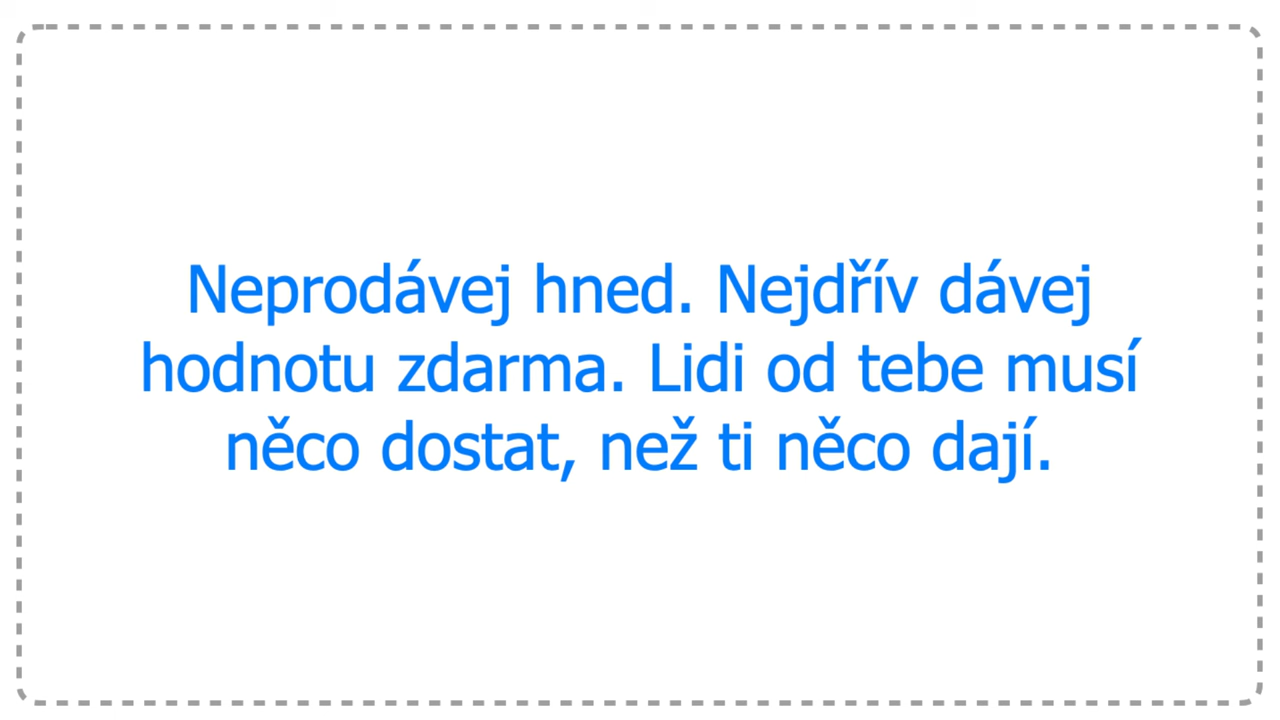 Neprodávej hned. Nejdřív dávej
hodnotu zdarma. Lidi od tebe musí
něco dostat, než ti něco dají.